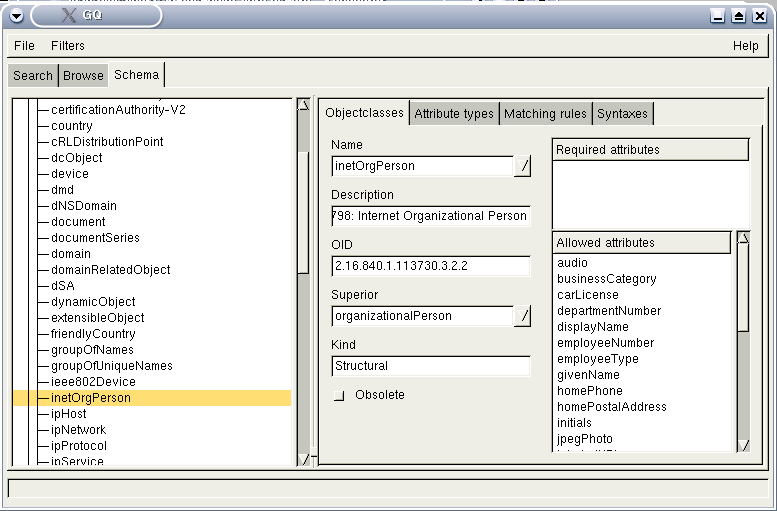 GQ
File Filters Help
Search Browse Schema
certificationAuthority-V2
country
cRLDistributionPoint
dcObject
device
dmd
dNSDomain
document
documentSeries
domain
domainRelatedObject
dSA
dynamicObject
extensibleObject
friendlyCountry
groupOfNames
groupOfUniqueNames
ieee802Device
inetOrgPerson
ipHost
ipNetwork
ipProtocol
ipService
Objectclasses Attribute types Matching rules Syntaxes
Name
inetOrgPerson
Description
798: Internet Organizational Person
OID
2.16.840.1.113730.3.2.2
Superior
organizationalPerson
Kind
Structural
Obsolete
Required attributes
Allowed attributes
audio
businessCategory
carLicense
departmentNumber
displayName
employeeNumber
employeeType
givenName
homePhone
homePostalAddress
initials
jpegPhoto